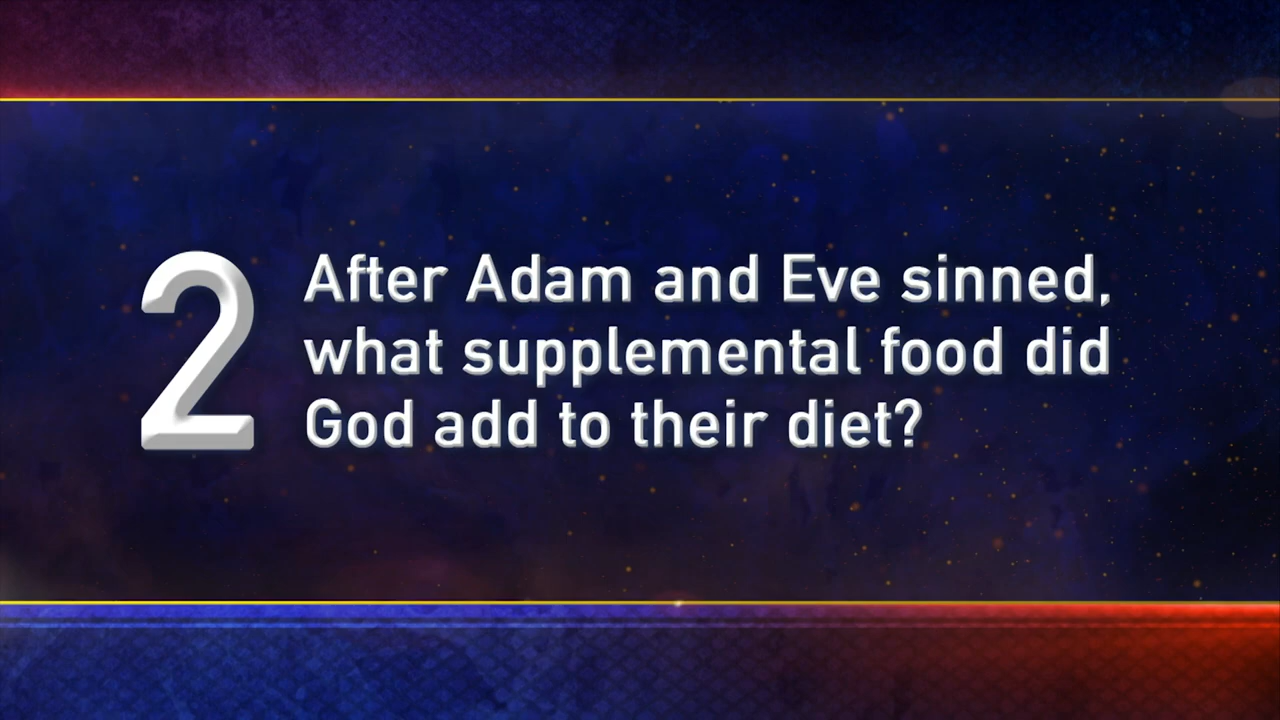 2
After Adam and Eve sinned,
what supplemental food did
God add to their diet?